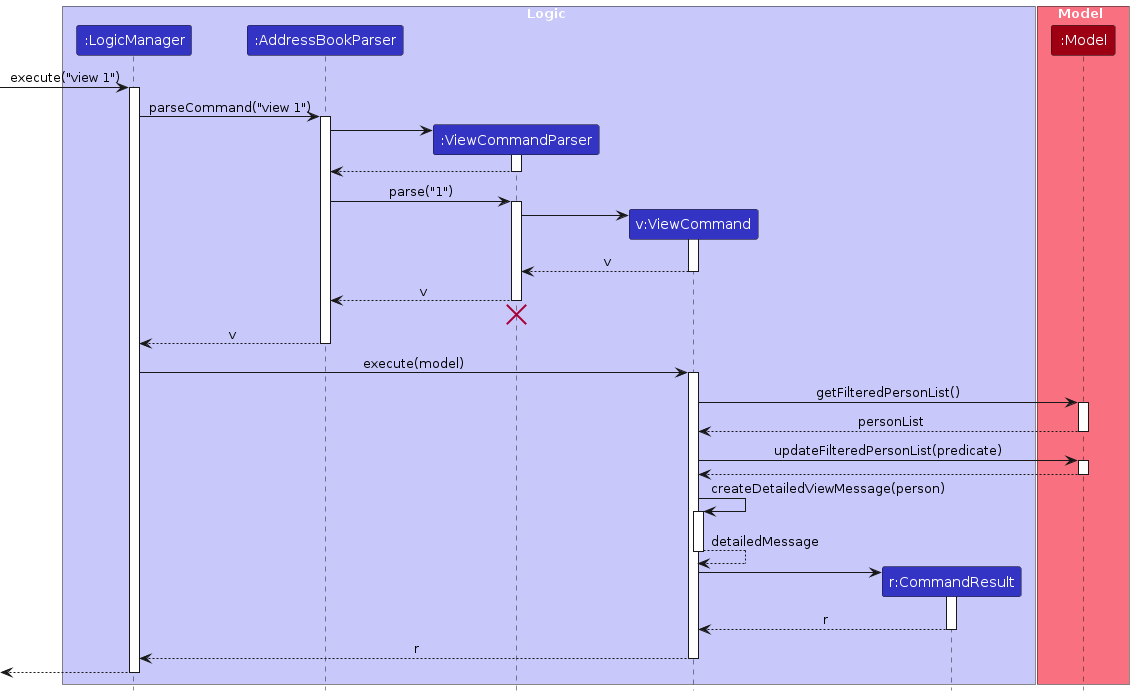 Logic
Model
:LogicManager
:AddressBookParser
:Model
execute("view 1")
parseCommand("view 1")
:ViewCommandParser
parse("1")
v:ViewCommand
v
v
v
execute(model)
getFilteredPersonList()
personList
updateFilteredPersonList(predicate)
createDetailedViewMessage(person)
detailedMessage
r:CommandResult
r
r